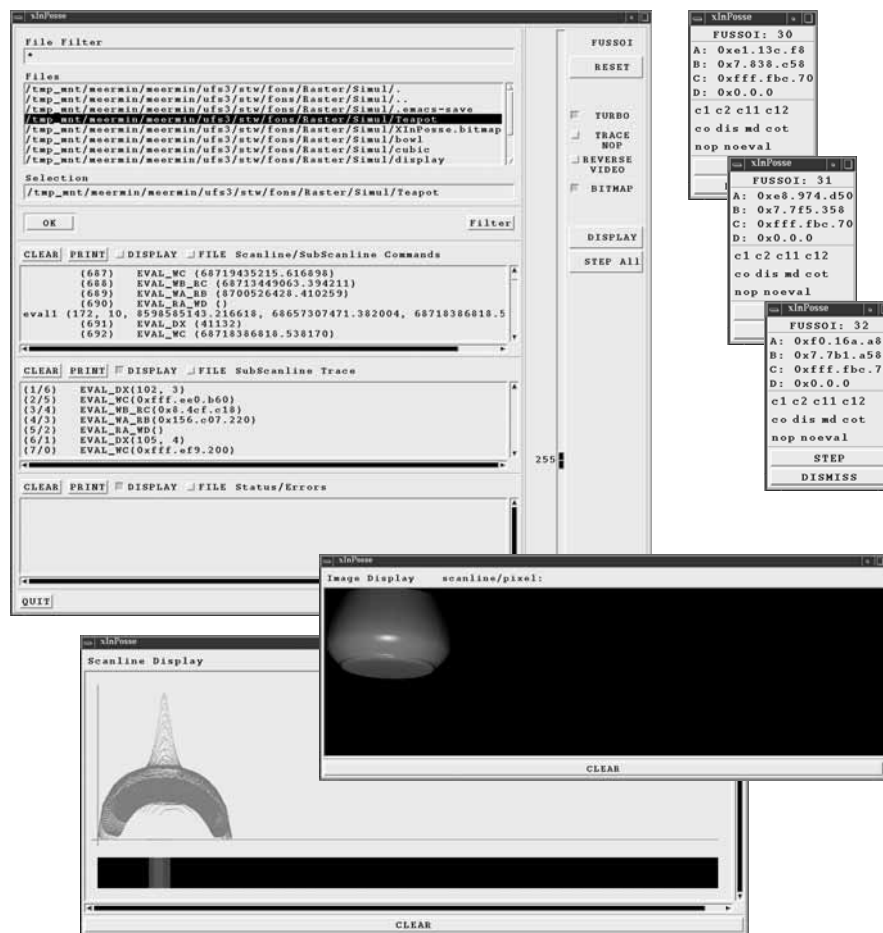 xInPosse
File Filter
*
Files
/tmp_mnt/meermin/meermin/ufs3/stw/fons/Raster/Simul/.
/tmp_mnt/meermin/meermin/ufs3/stw/fons/Raster/Simul/..
/tmp_mnt/meermin/meermin/ufs3/stw/fons/Raster/Simul/.emacs-save
/tmp_mnt/meermin/meermin/ufs3/stw/fons/Raster/Simul/Teapot
/tmp_mnt/meermin/meermin/ufs3/stw/fons/Raster/Simul/XInPosse.bitmap
/tmp_mnt/meermin/meermin/ufs3/stw/fons/Raster/Simul/bowl
/tmp_mnt/meermin/meermin/ufs3/stw/fons/Raster/Simul/cubic
/tmp_mnt/meermin/meermin/ufs3/stw/fons/Raster/Simul/display
Selection
/tmp_mnt/meermin/meermin/ufs3/stw/fons/Raster/Simul/Teapot
OK Filter
CLEAR PRINT DISPLAY FILE Scanline/SubScanline Commands
(687) EVAL_WC (68719435215.616898)
(688) EVAL_WB_RC (68713449063.394211)
(689) EVAL_WA_RB (8700526428.410259)
(690) EVAL_RA_WD ()
eval1 (172, 10, 8598585143.216618, 68657307471.382004, 68718386818.5
(691) EVAL_DX (41132)
(692) EVAL_WC (68718386818.538170)
CLEAR PRINT DISPLAY FILE SubScanline Trace
(1/6) EVAL_DX(102, 3)
(2/5) EVAL_WC(0xfff.ee0.b60)
(3/4) EVAL_WB_RC(0x8.4cf.c18)
(4/3) EVAL_WA_RB(0x156.c07.220)
(5/2) EVAL_RA_WD()
(6/1) EVAL_DX(105, 4)
(7/0) EVAL_WC(0xfff.ef9.200)
CLEAR PRINT DISPLAY FILE Status/Errors
QUIT
255
FUSSOI
RESET
TURBO
TRACE
NOP
REVERSE
VIDEO
BITMAP
DISPLAY
STEP All
xInPosse
FUSSOI: 30
A: 0xe1.13c.f8
B: 0x7.838.c58
C: 0xfff.fbc.70
D: 0x0.0.0
c1 c2 c11 c12
co dis md cot
nop noeval
xInPosse
FUSSOI: 31
A: 0xe8.974.d50
B: 0x7.7f5.358
C: 0xfff.fbc.70
D: 0x0.0.0
c1 c2 c11 c12
co dis md cot
nop noeval
xInPosse
FUSSOI: 32
A: 0xf0.16a.a8
B: 0x7.7b1.a58
C: 0xfff.fbc.7
D: 0x0.0.0
c1 c2 c11 c12
co dis md cot
nop noeval
STEP
DISMISS
xInPosse
Image Display scanline/pixel:
CLEAR
xInPosse
Scanline Display
CLEAR